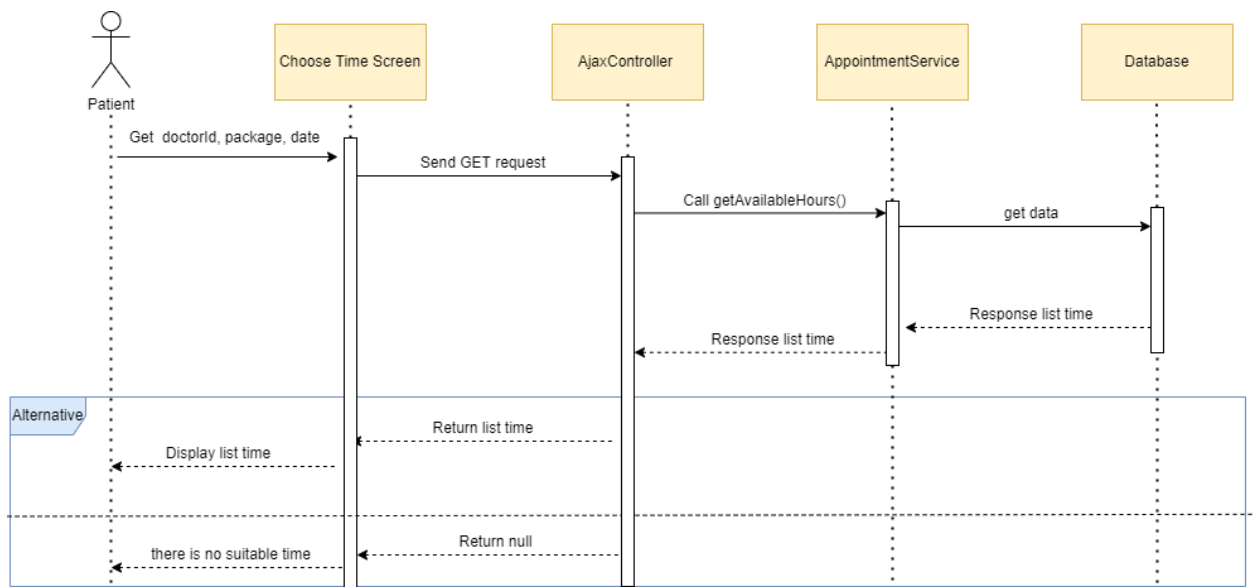 Patient
Choose Time Screen
AjaxController
AppointmentService
Database
Get doctorId, package, date
Send GET request
Call getAvailableHours()
get data
Response list time
Response list time
Alternative
Return list time
Display list time
Return null
there is no suitable time